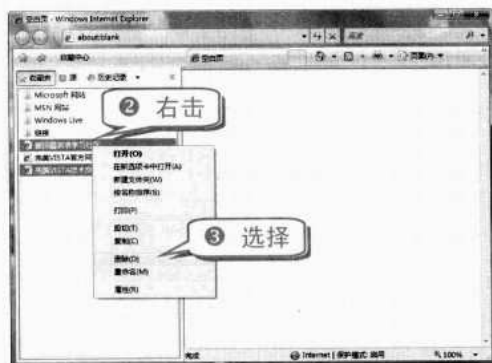 空白页 - Windows Internet Explorer
about:blank
收藏中心
空白页
页面(P)
收藏夹 源 历史记录
Microsoft 网站
MSN 网站
Windows Live
链接
❷ 右击
打开(O)
在新选项卡中打开(A)
新建文件夹(W)
按名称排序(S)
打印(P)
剪切(T)
复制(C)
❸ 选择
删除(D)
重命名(M)
属性(R)
完成
Internet | 保护模式: 启用
100%